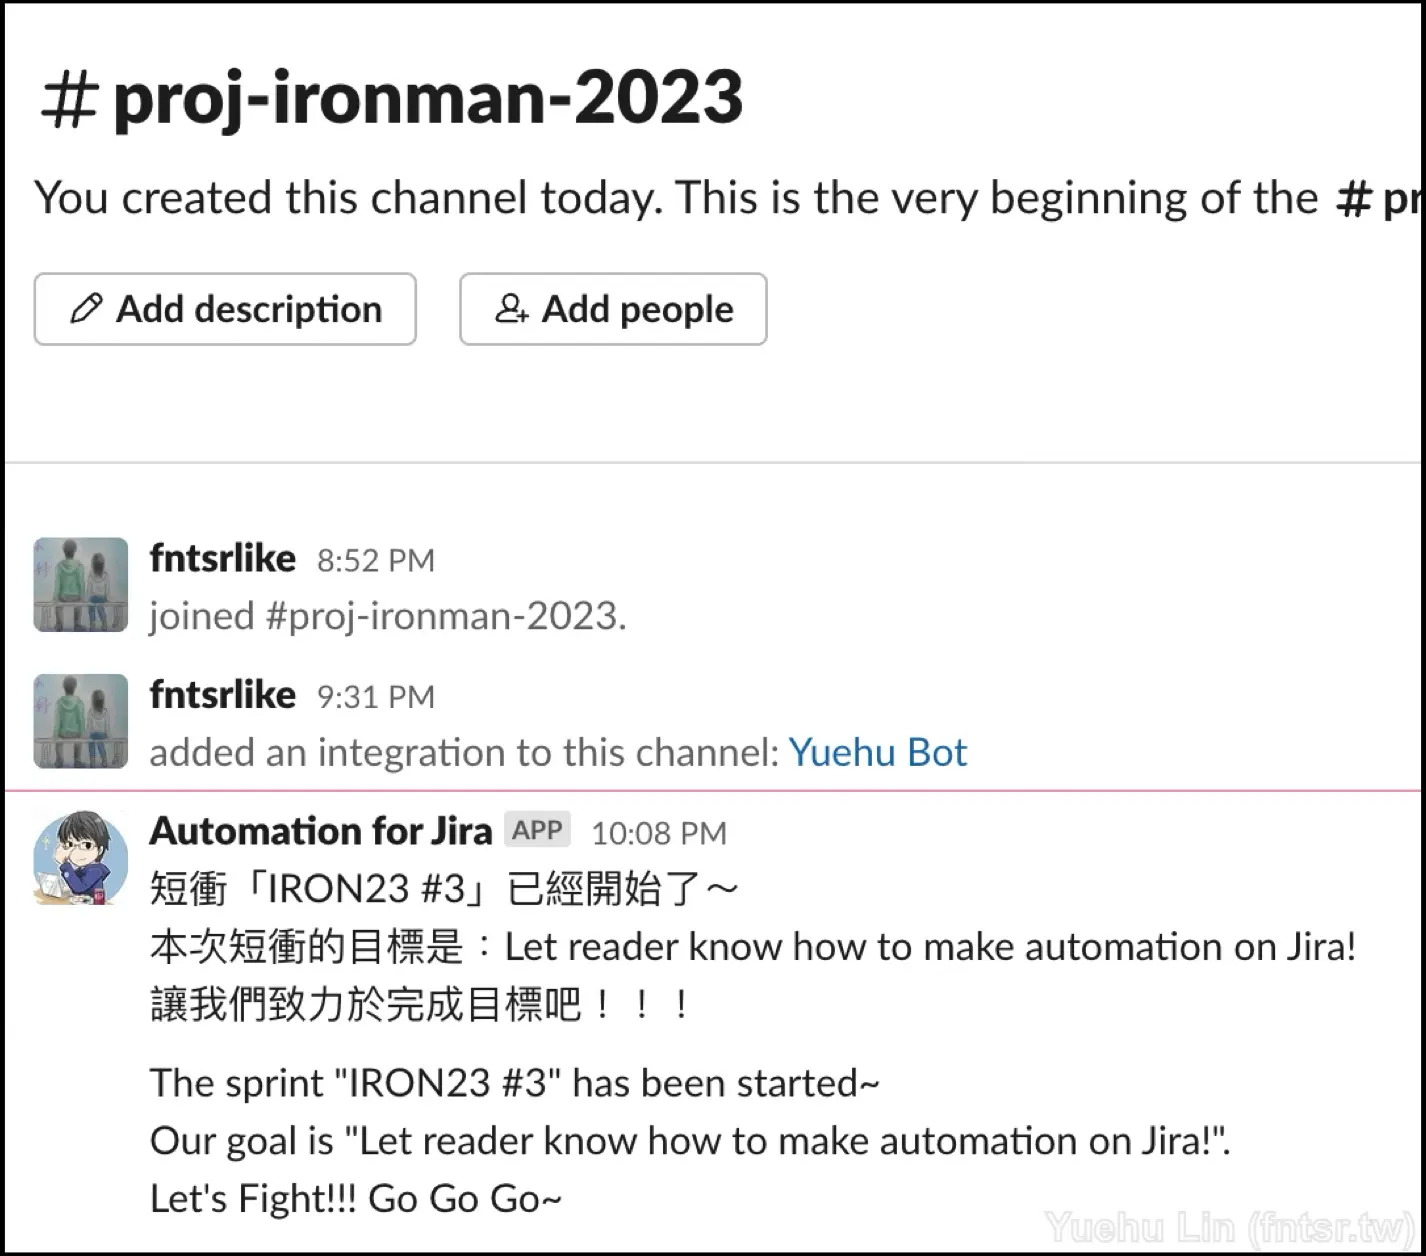 # proj-ironman-2023
You created this channel today. This is the very beginning of the # pr
Add description
Add people
fntsrlike 8:52 PM
joined #proj-ironman-2023.
fntsrlike 9:31 PM
added an integration to this channel: Yuehu Bot
Automation for Jira APP 10:08 PM
短衝「IRON23 #3」已經開始了～
本次短衝的目標是：Let reader know how to make automation on Jira!
讓我們致力於完成目標吧！！！
The sprint "IRON23 #3" has been started~
Our goal is "Let reader know how to make automation on Jira!".
Let's Fight!!! Go Go Go~
Yuehu Lin (fntsr.tw)